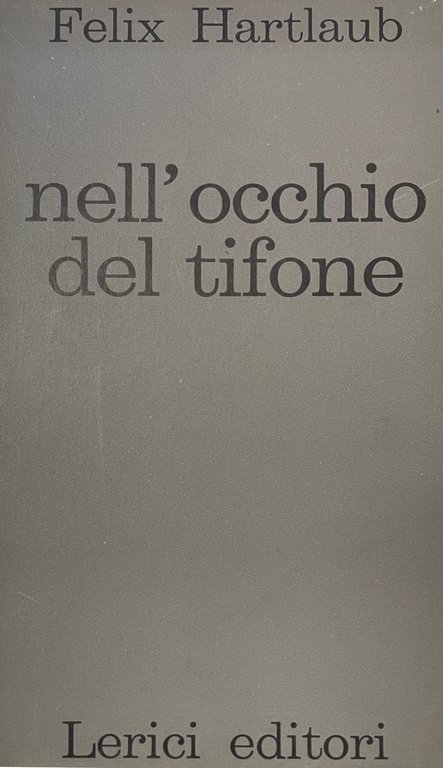 Felix Hartlaub
nell'occhio
del tifone
Lerici editori